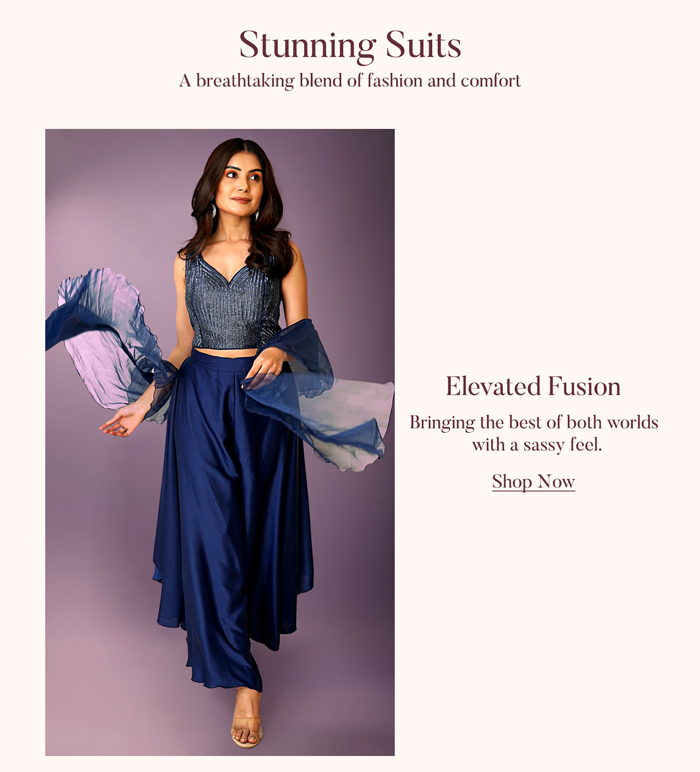 Stunning Suits
A breathtaking blend of fashion and comfort
Elevated Fusion
Bringing the best of both worlds
with a sassy feel.
Shop Now